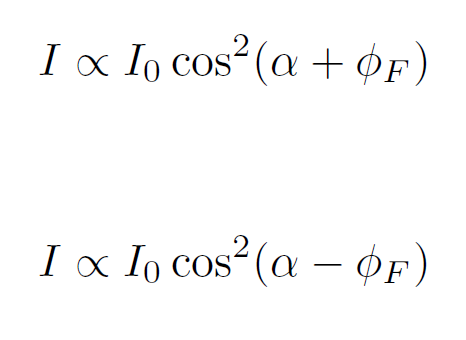 I ∝ I₀ cos²(α + ϕ_F)
I ∝ I₀ cos²(α − ϕ_F)